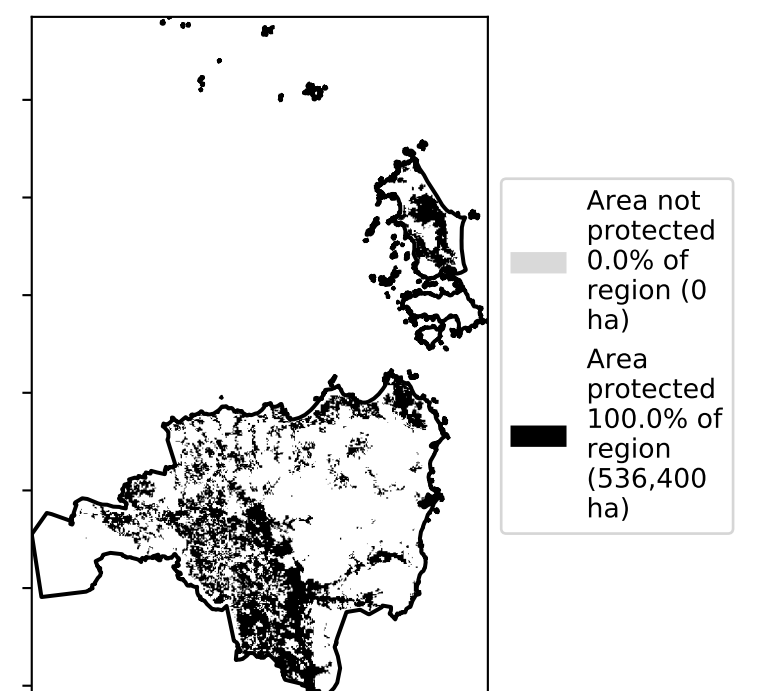 Area not
protected
0.0% of
region (0
ha)
Area
protected
100.0% of
region
(536,400
ha)